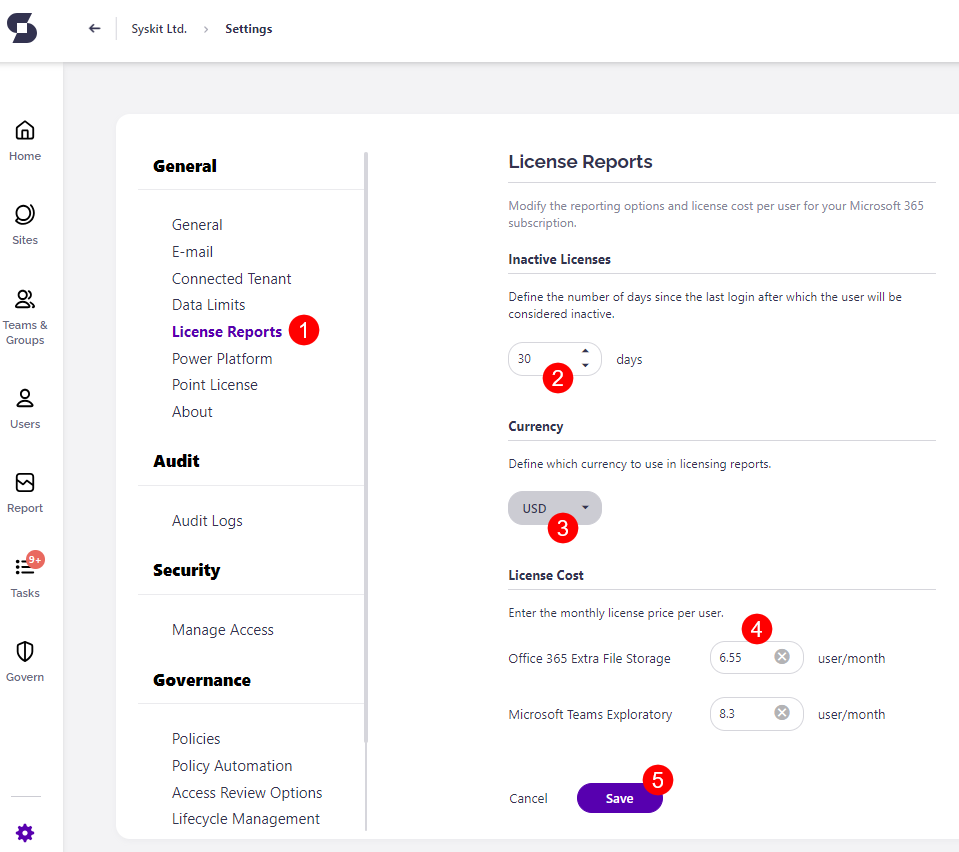 Syskit Ltd. › Settings
Home
Sites
Teams &
Groups
Users
Report
9+
Tasks
Govern
General
General
E-mail
Connected Tenant
Data Limits
License Reports 1
Power Platform
Point License
About
Audit
Audit Logs
Security
Manage Access
Governance
Policies
Policy Automation
Access Review Options
Lifecycle Management
License Reports
Modify the reporting options and license cost per user for your Microsoft 365
subscription.
Inactive Licenses
Define the number of days since the last login after which the user will be
considered inactive.
30 days
2
Currency
Define which currency to use in licensing reports.
USD
3
License Cost
Enter the monthly license price per user.
4
Office 365 Extra File Storage 6.55 user/month
Microsoft Teams Exploratory 8.3 user/month
5
Cancel Save